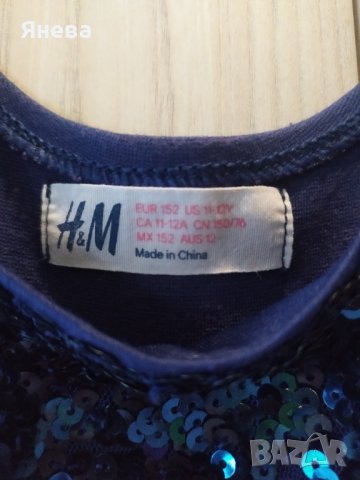 Янева
H&M
EUR 152 US 11-12Y
CA 11-12A CN 150/76
MX 152 AUS 12
Made in China
BAZAR